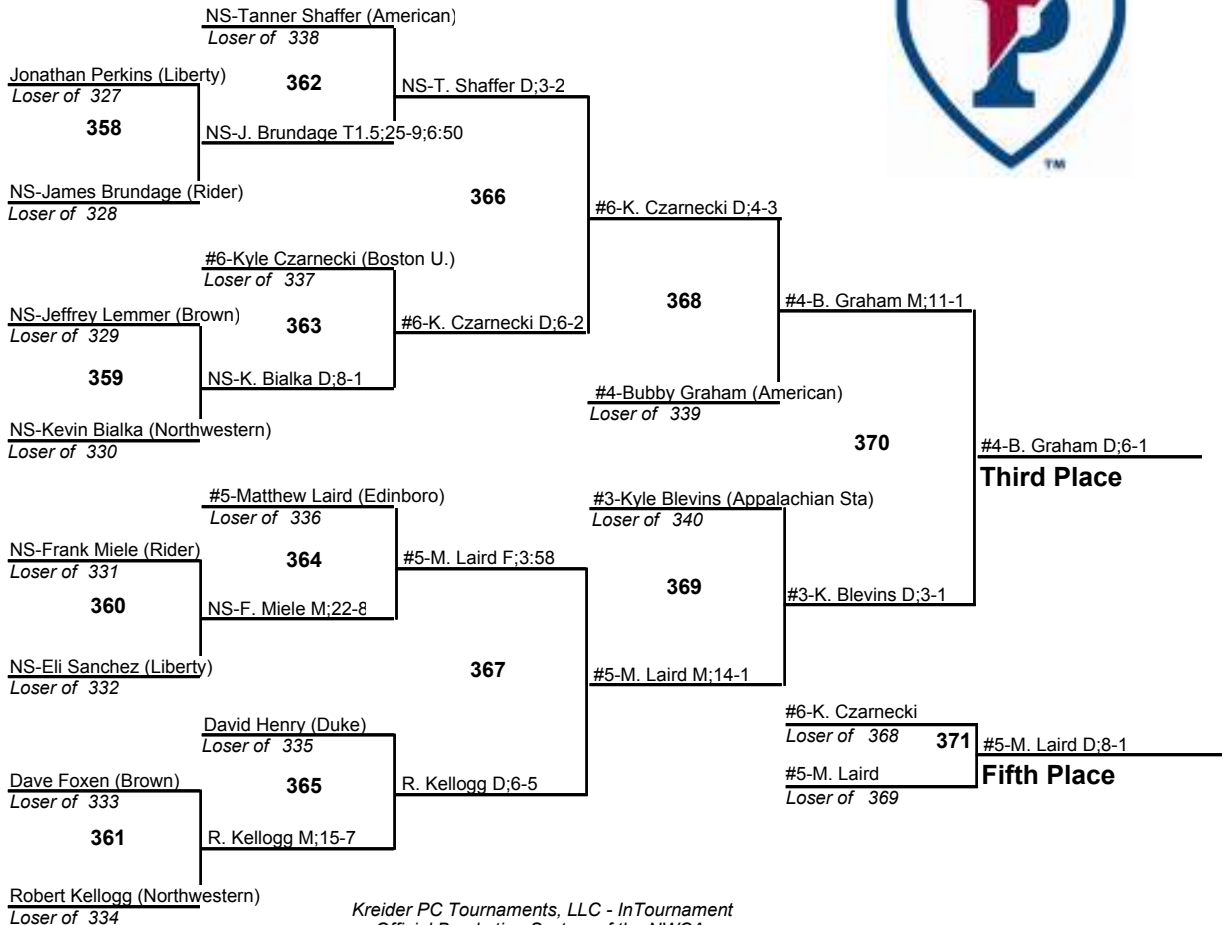 NS-Tanner Shaffer (American)
Loser of 338
Jonathan Perkins (Liberty)
Loser of 327
362
NS-T. Shaffer D;3-2
358
NS-J. Brundage T1.5;25-9;6:50
NS-James Brundage (Rider)
Loser of 328
366
#6-K. Czarnecki D;4-3
#6-Kyle Czarnecki (Boston U.)
Loser of 337
NS-Jeffrey Lemmer (Brown)
Loser of 329
363
#6-K. Czarnecki D;6-2
368
#4-B. Graham M;11-1
359
NS-K. Bialka D;8-1
#4-Bubby Graham (American)
Loser of 339
NS-Kevin Bialka (Northwestern)
Loser of 330
370
#4-B. Graham D;6-1
Third Place
#5-Matthew Laird (Edinboro)
Loser of 336
#3-Kyle Blevins (Appalachian Sta)
Loser of 340
NS-Frank Miele (Rider)
Loser of 331
364
#5-M. Laird F;3:58
369
#3-K. Blevins D;3-1
360
NS-F. Miele M;22-8
NS-Eli Sanchez (Liberty)
Loser of 332
367
#5-M. Laird M;14-1
David Henry (Duke)
Loser of 335
#6-K. Czarnecki
Loser of 368
371
#5-M. Laird D;8-1
Fifth Place
#5-M. Laird
Loser of 369
Dave Foxen (Brown)
Loser of 333
365
R. Kellogg D;6-5
361
R. Kellogg M;15-7
Robert Kellogg (Northwestern)
Loser of 334
Kreider PC Tournaments, LLC - InTournament
P
TM